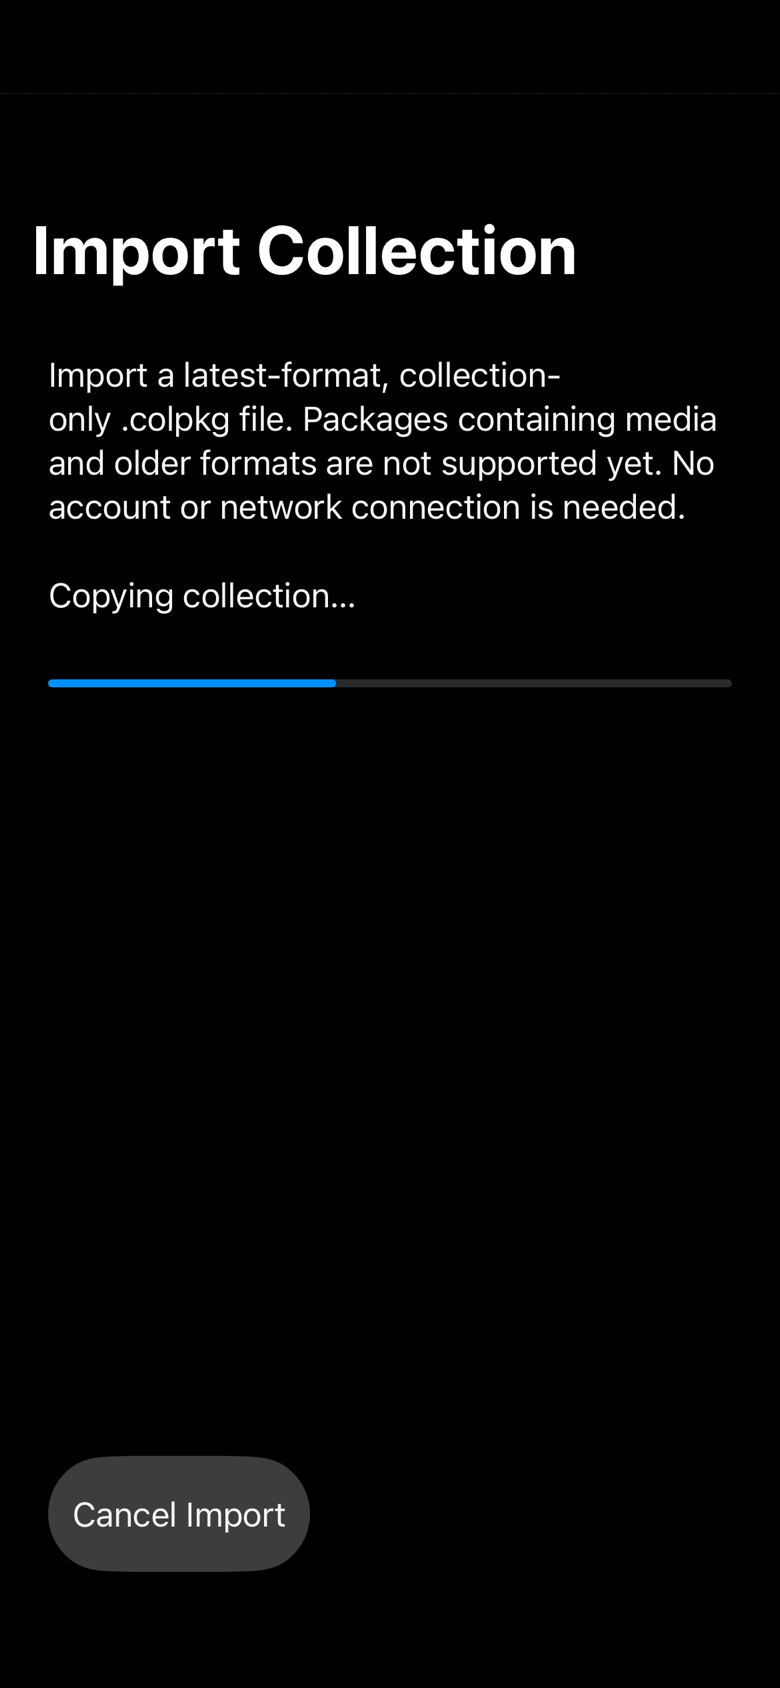 Import Collection
Import a latest-format, collection-
only .colpkg file. Packages containing media
and older formats are not supported yet. No
account or network connection is needed.
Copying collection...
Cancel Import